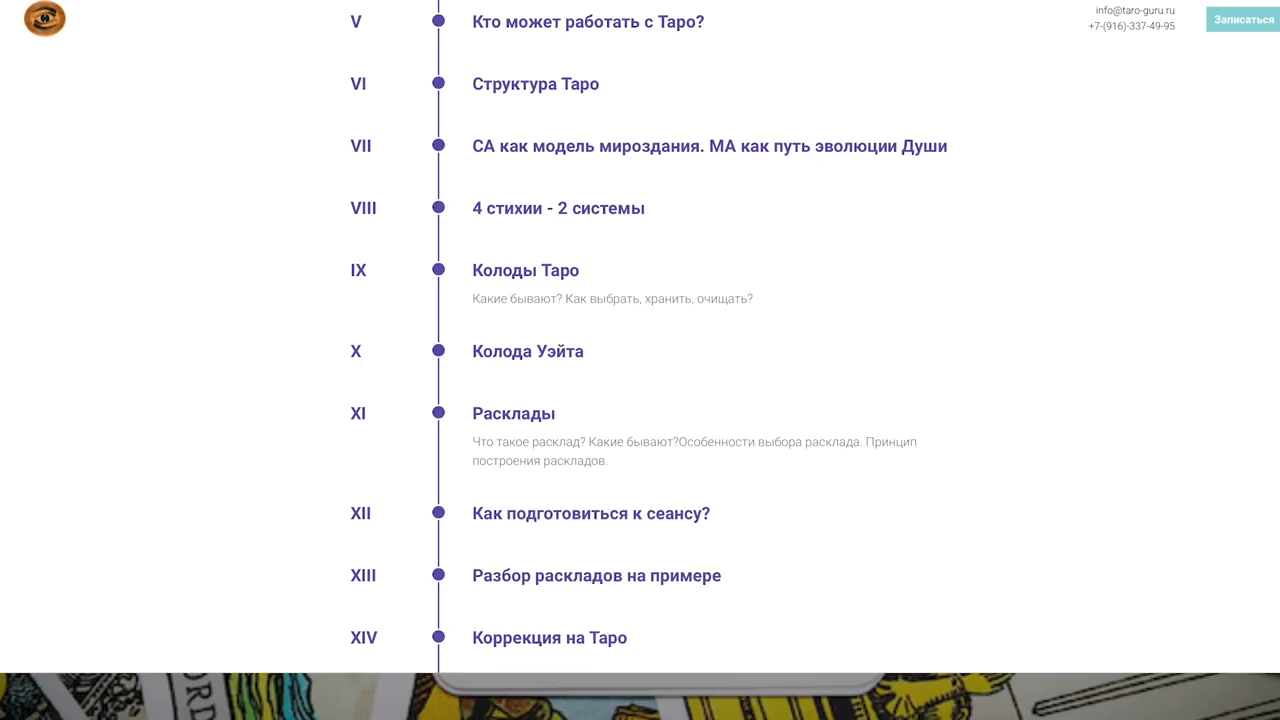 info@taro-guru.ru
+7-(916)-337-49-95
Записаться
V Кто может работать с Таро?
VI Структура Таро
VII СА как модель мироздания. МА как путь эволюции Души
VIII 4 стихии - 2 системы
IX Колоды Таро
Какие бывают? Как выбрать, хранить, очищать?
X Колода Уэйта
XI Расклады
Что такое расклад? Какие бывают?Особенности выбора расклада. Принцип
построения раскладов.
XII Как подготовиться к сеансу?
XIII Разбор раскладов на примере
XIV Коррекция на Таро